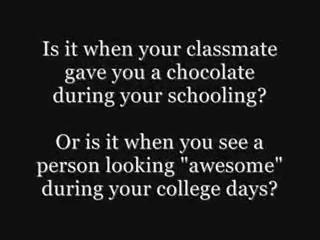 Is it when your classmate
gave you a chocolate
during your schooling?
Or is it when you see a
person looking "awesome"
during your college days?